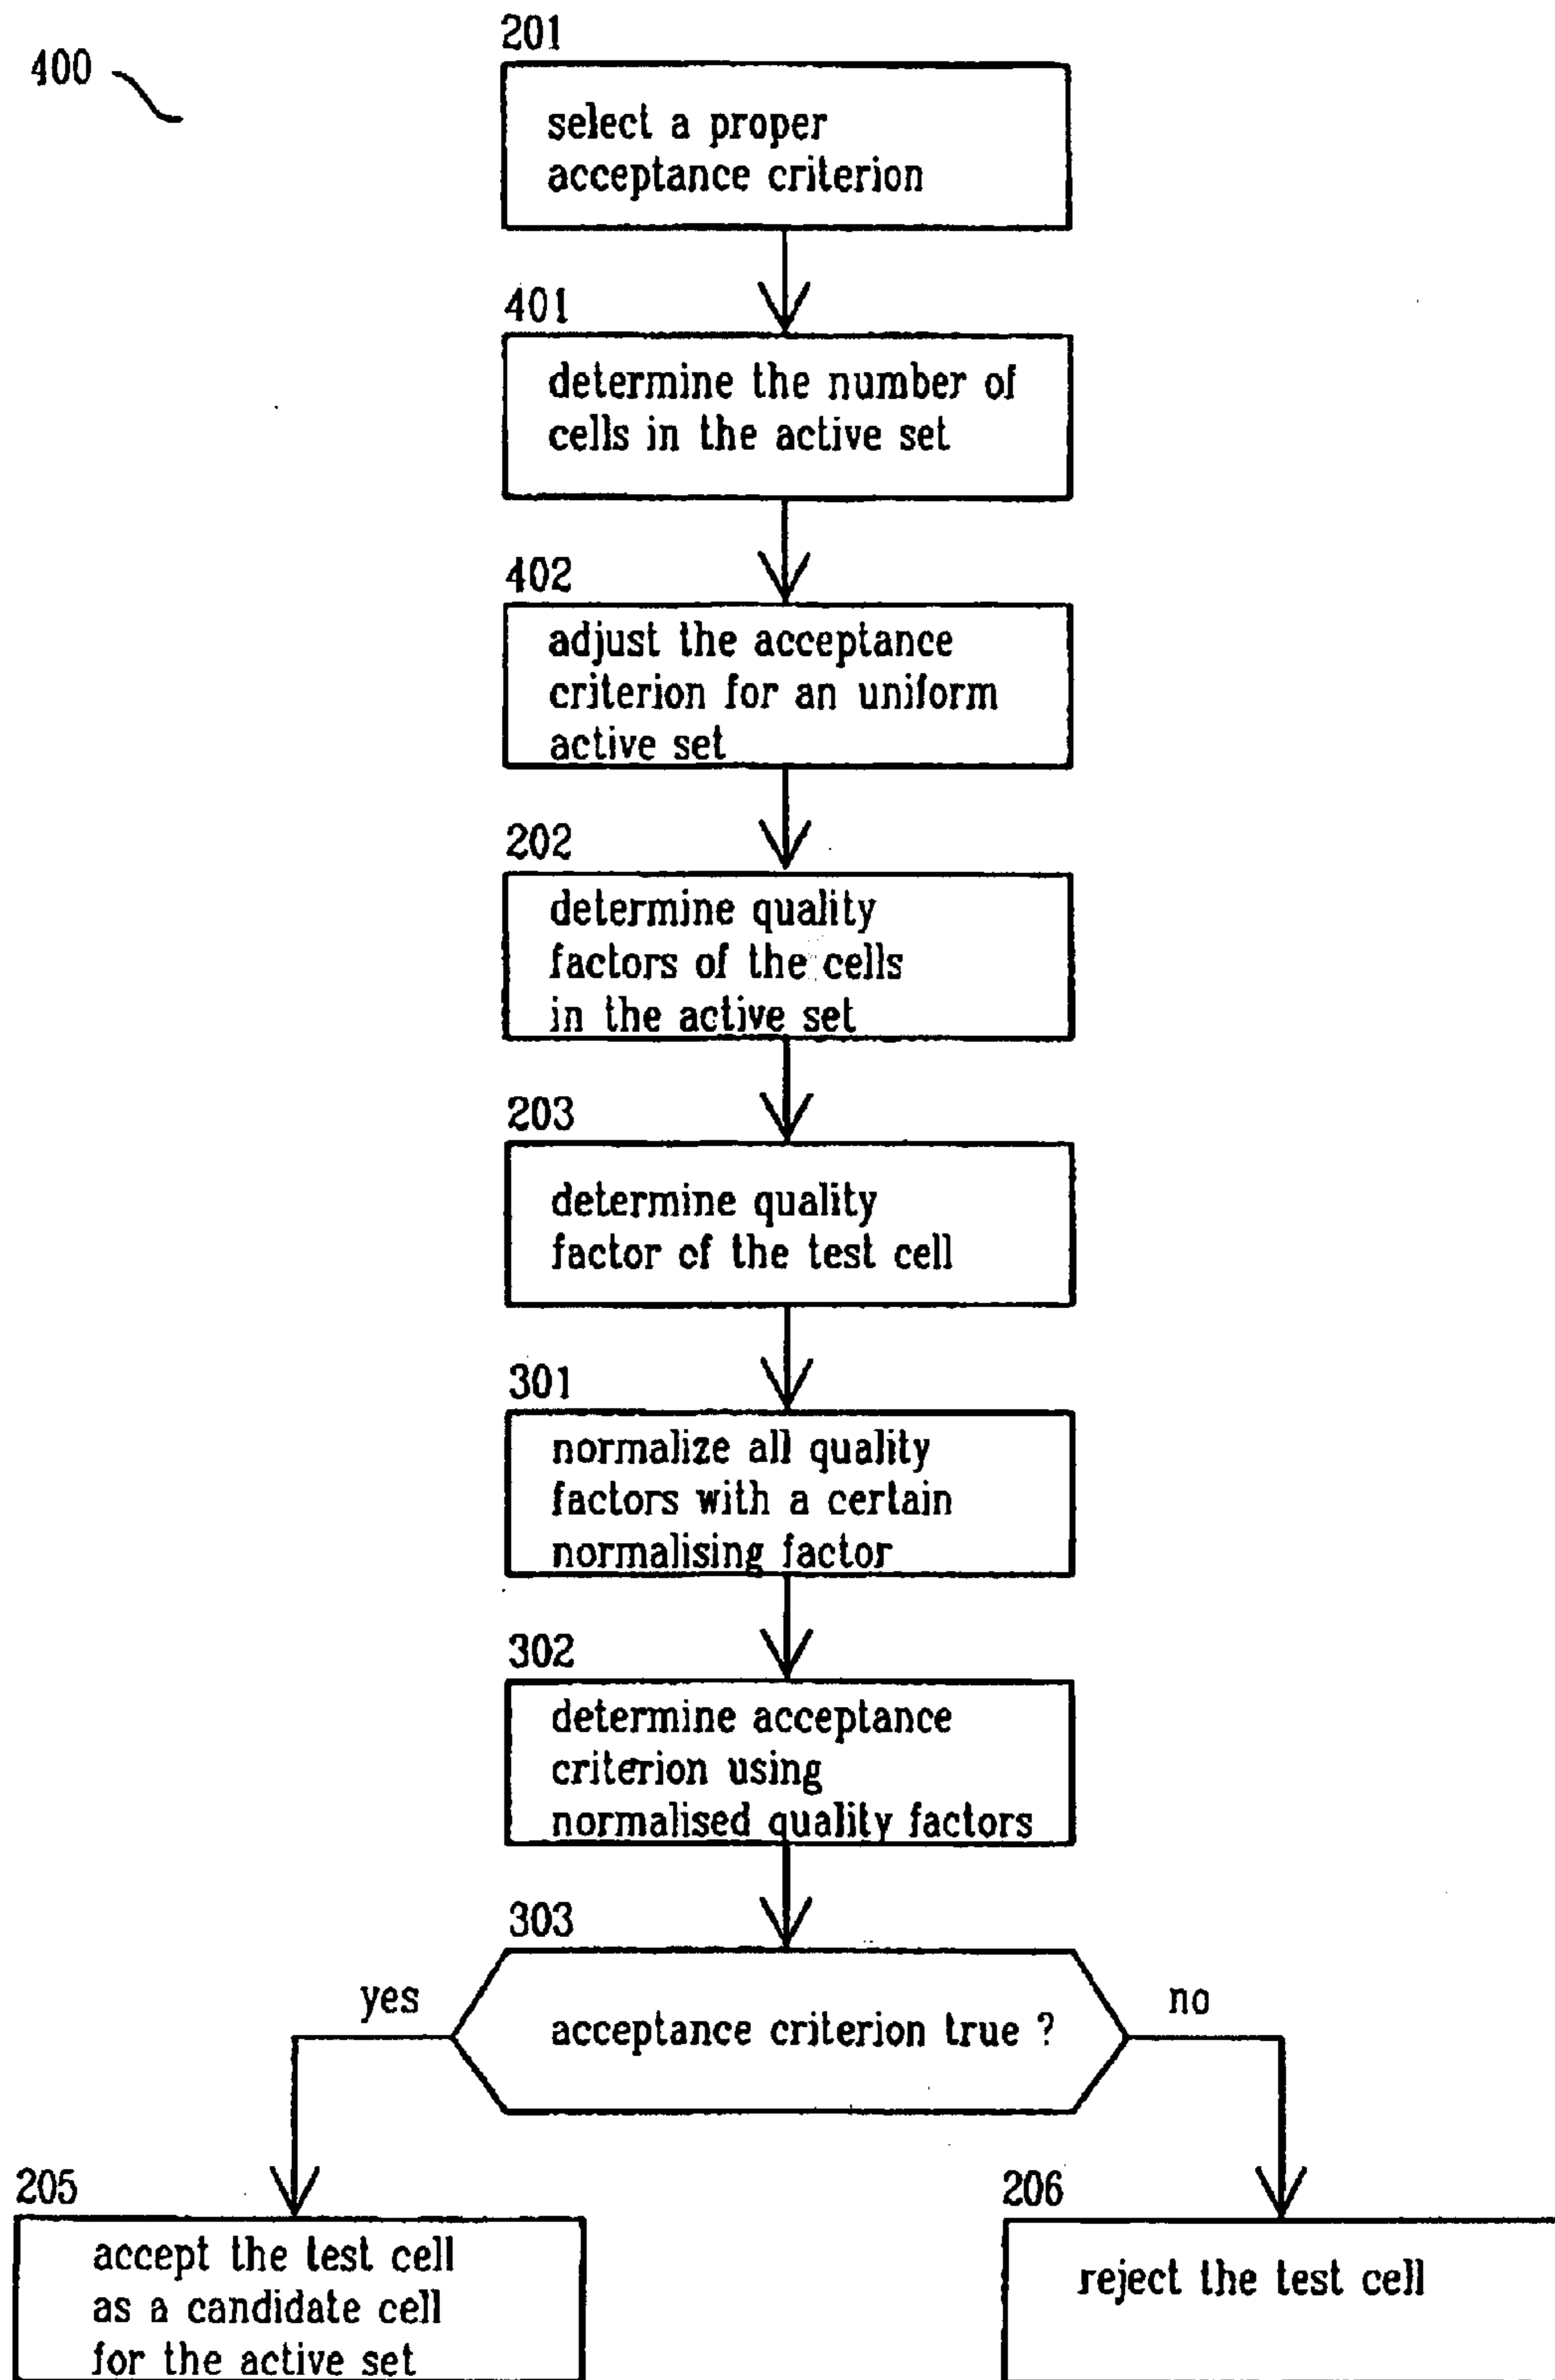 400
201
select a proper
acceptance criterion
401
determine the number of
cells in the active set
402
adjust the acceptance
criterion for an uniform
active set
202
determine quality
factors of the cells
in the active set
203
determine quality
factor of the test cell
301
normalize all quality
factors with a certain
normalising factor
302
determine acceptance
criterion using
normalised quality factors
303
yes
acceptance criterion true ?
no
205
accept the test cell
as a candidate cell
for the active set
206
reject the test cell